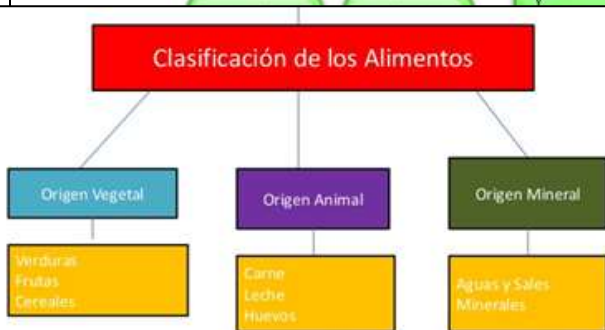 Clasificación de los Alimentos
Origen Vegetal
Origen Animal
Origen Mineral
Verduras
Frutas
Cereales
Carne
Leche
Huevos
Aguas y Sales
Minerales